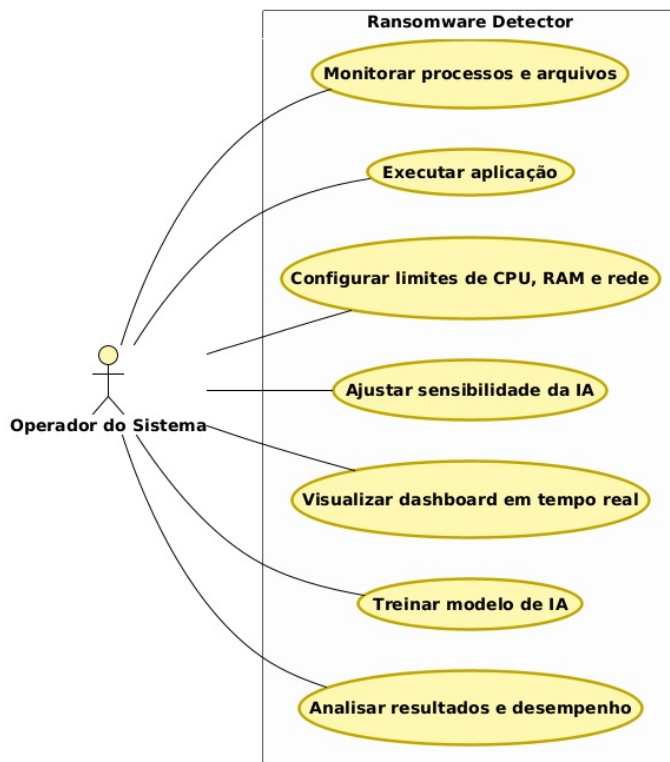 Ransomware Detector
Monitorar processos e arquivos
Executar aplicação
Configurar limites de CPU, RAM e rede
Ajustar sensibilidade da IA
Operador do Sistema
Visualizar dashboard em tempo real
Treinar modelo de IA
Analisar resultados e desempenho